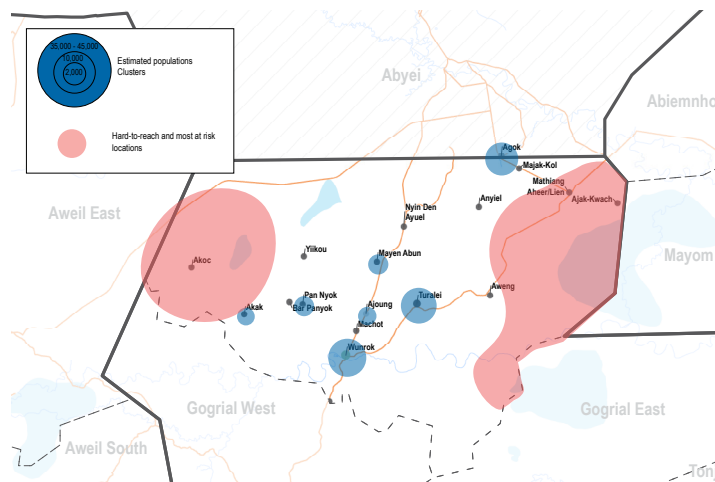 35,000 - 45,000
10,000
2,000
Estimated populations
Clusters
Hard-to-reach and most at risk
locations
Abyei
Abiemnho
Agok
Majak-Kol
Mathiang
Aheer/Lien
Ajak-Kwach
Anyiel
Nyin Den
Ayuel
Aweil East
Akoc
Yiikou
Mayen Abun
Mayom
Aweng
Turalei
Pan Nyok
Bar Panyok
Akak
Ajoung
Machot
Wunrok
Gogrial West
Gogrial East
Aweil South
Ton